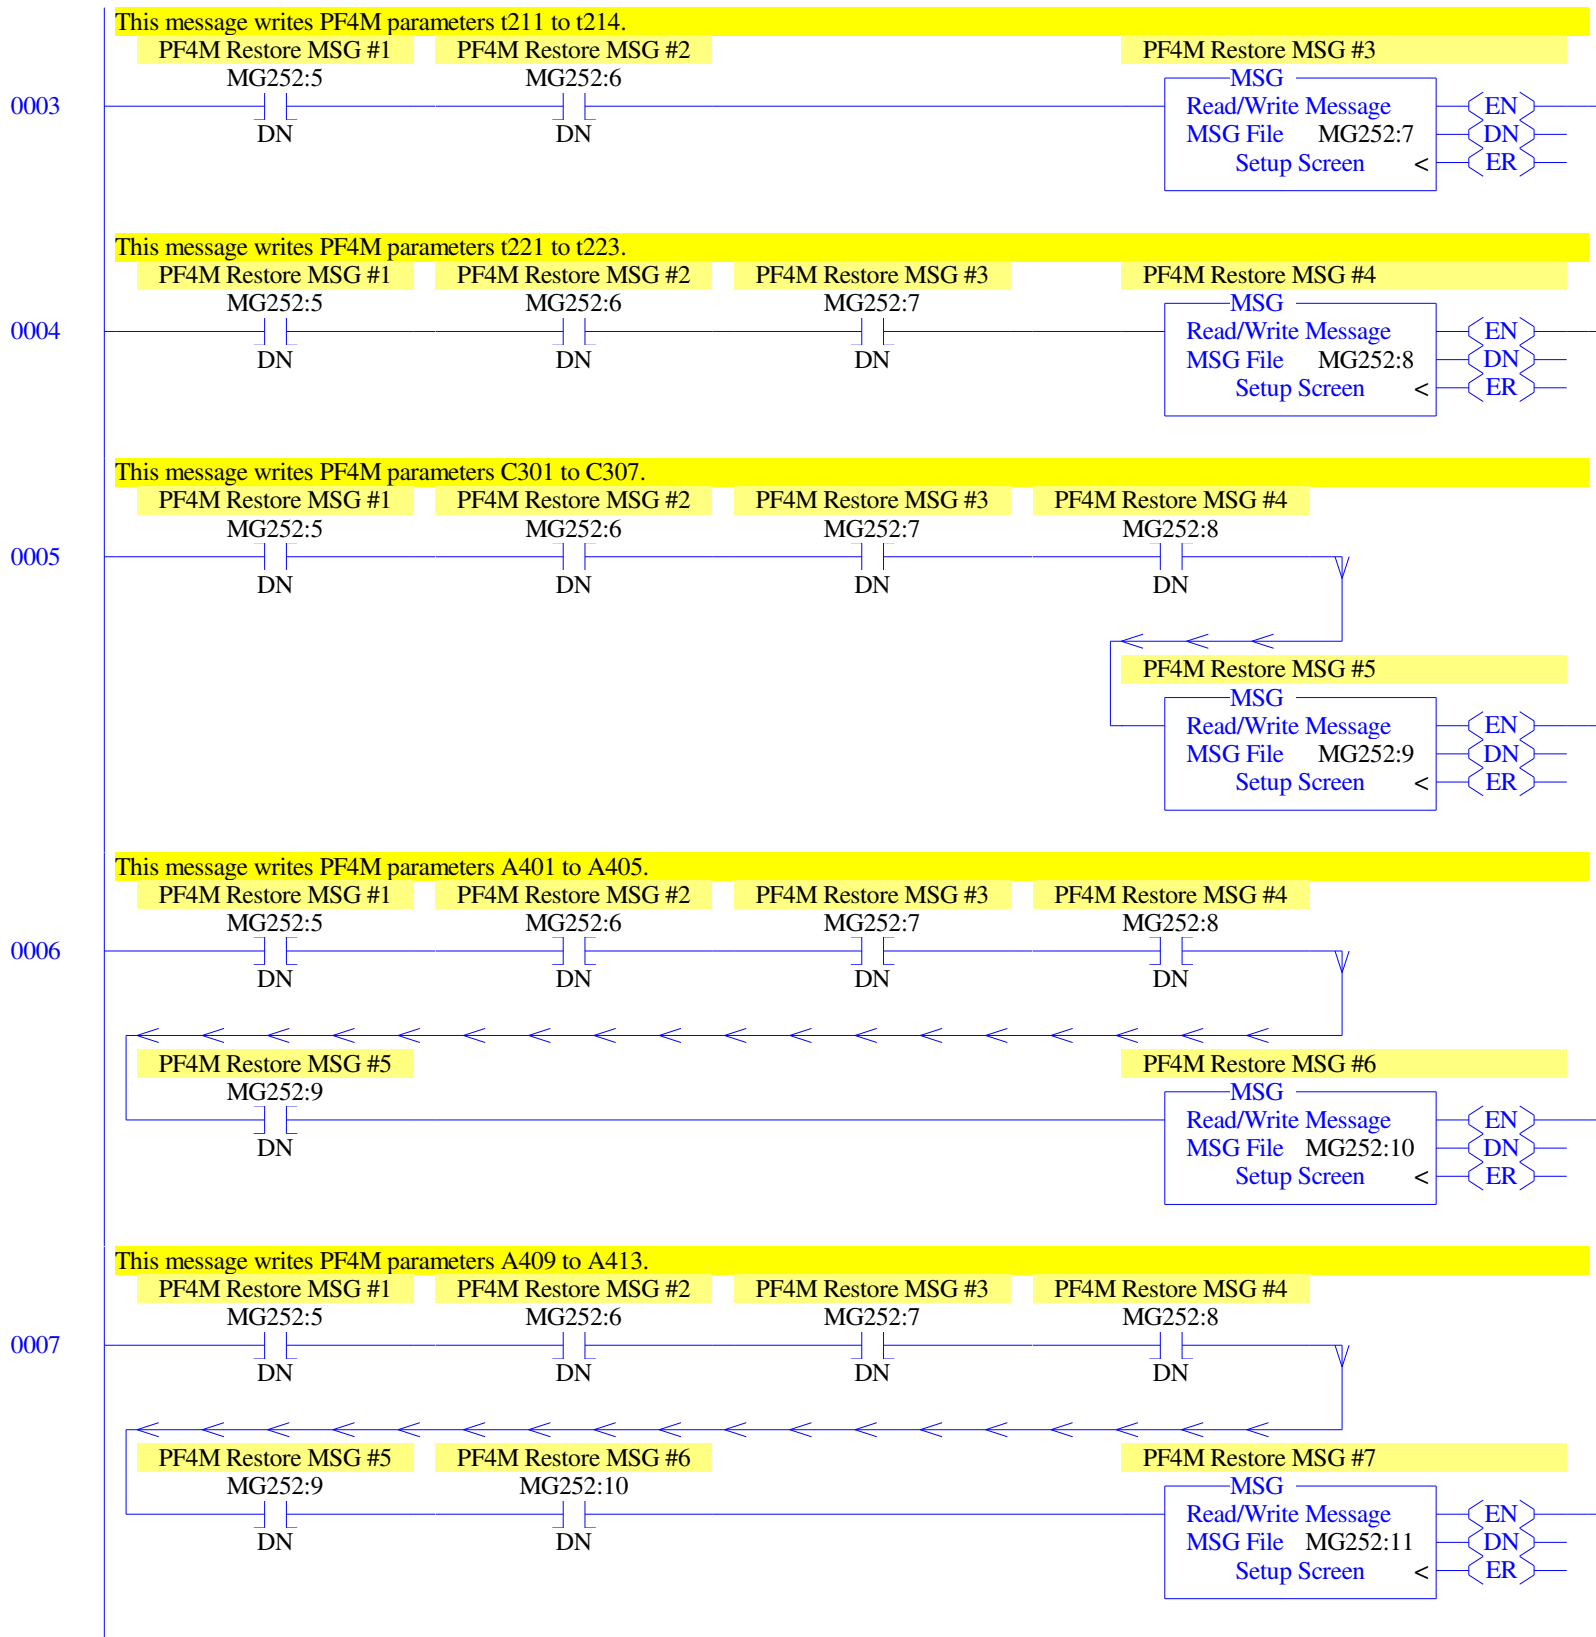 This message writes PF4M parameters t211 to t214.
PF4M Restore MSG #1 PF4M Restore MSG #2 PF4M Restore MSG #3
MG252:5 MG252:6 MSG
0003 Read/Write Message EN
DN DN MSG File MG252:7 DN
Setup Screen < ER
This message writes PF4M parameters t221 to t223.
PF4M Restore MSG #1 PF4M Restore MSG #2 PF4M Restore MSG #3 PF4M Restore MSG #4
MG252:5 MG252:6 MG252:7 MSG
0004 Read/Write Message EN
DN DN DN MSG File MG252:8 DN
Setup Screen < ER
This message writes PF4M parameters C301 to C307.
PF4M Restore MSG #1 PF4M Restore MSG #2 PF4M Restore MSG #3 PF4M Restore MSG #4
MG252:5 MG252:6 MG252:7 MG252:8
0005
DN DN DN DN
PF4M Restore MSG #5
MSG
Read/Write Message EN
MSG File MG252:9 DN
Setup Screen < ER
This message writes PF4M parameters A401 to A405.
PF4M Restore MSG #1 PF4M Restore MSG #2 PF4M Restore MSG #3 PF4M Restore MSG #4
MG252:5 MG252:6 MG252:7 MG252:8
0006
DN DN DN DN
PF4M Restore MSG #5 PF4M Restore MSG #6
MG252:9 MSG
Read/Write Message EN
DN MSG File MG252:10 DN
Setup Screen < ER
This message writes PF4M parameters A409 to A413.
PF4M Restore MSG #1 PF4M Restore MSG #2 PF4M Restore MSG #3 PF4M Restore MSG #4
MG252:5 MG252:6 MG252:7 MG252:8
0007
DN DN DN DN
PF4M Restore MSG #5 PF4M Restore MSG #6 PF4M Restore MSG #7
MG252:9 MG252:10 MSG
Read/Write Message EN
DN DN MSG File MG252:11 DN
Setup Screen < ER